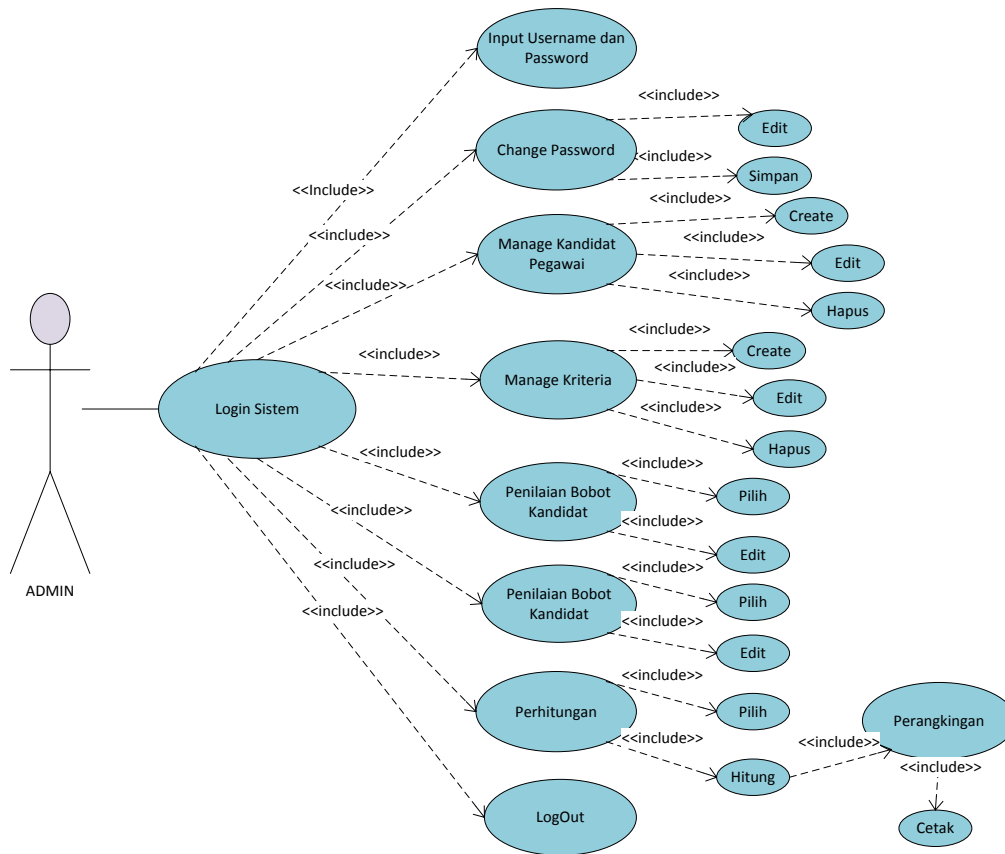 Input Username dan
Password
<<include>>
Edit
Change Password
<<include>>
Simpan
<<Include>>
<<include>>
Create
<<include>>
Manage Kandidat
Pegawai
<<include>>
Edit
<<include>>
<<include>>
Hapus
<<include>>
<<include>>
Create
Manage Kriteria
<<include>>
Edit
Login Sistem
<<include>>
Hapus
<<include>>
<<include>>
Pilih
Penilaian Bobot
Kandidat
<<include>>
<<include>>
Edit
<<include>>
<<include>>
Pilih
Penilaian Bobot
Kandidat
ADMIN
<<include>>
<<include>>
Edit
<<include>>
Pilih
Perhitungan
Perangkingan
<<include>>
<<include>>
Hitung
<<include>>
LogOut
Cetak